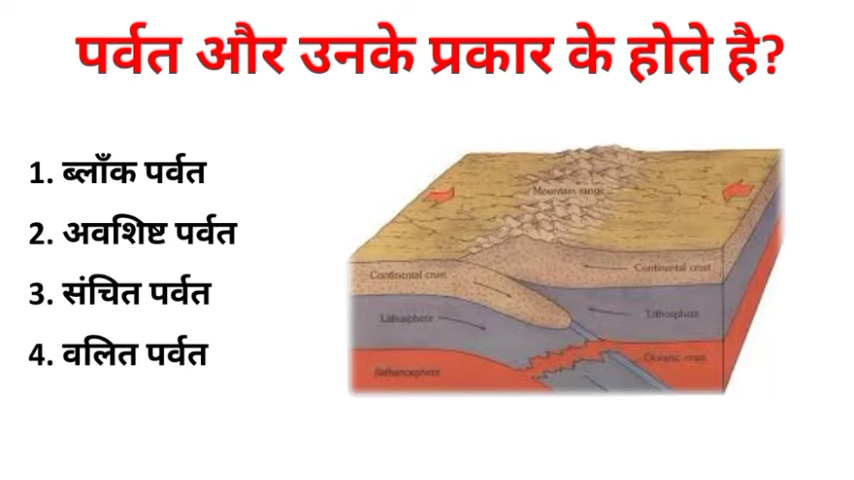 पर्वत और उनके प्रकार के होते है?
1. ब्लाँक पर्वत
2. अवशिष्ट पर्वत
3. संचित पर्वत
4. वलित पर्वत
Mountain range
Continental crust
Continental crust
Lithosphere
Lithosphere
Oceanic crust